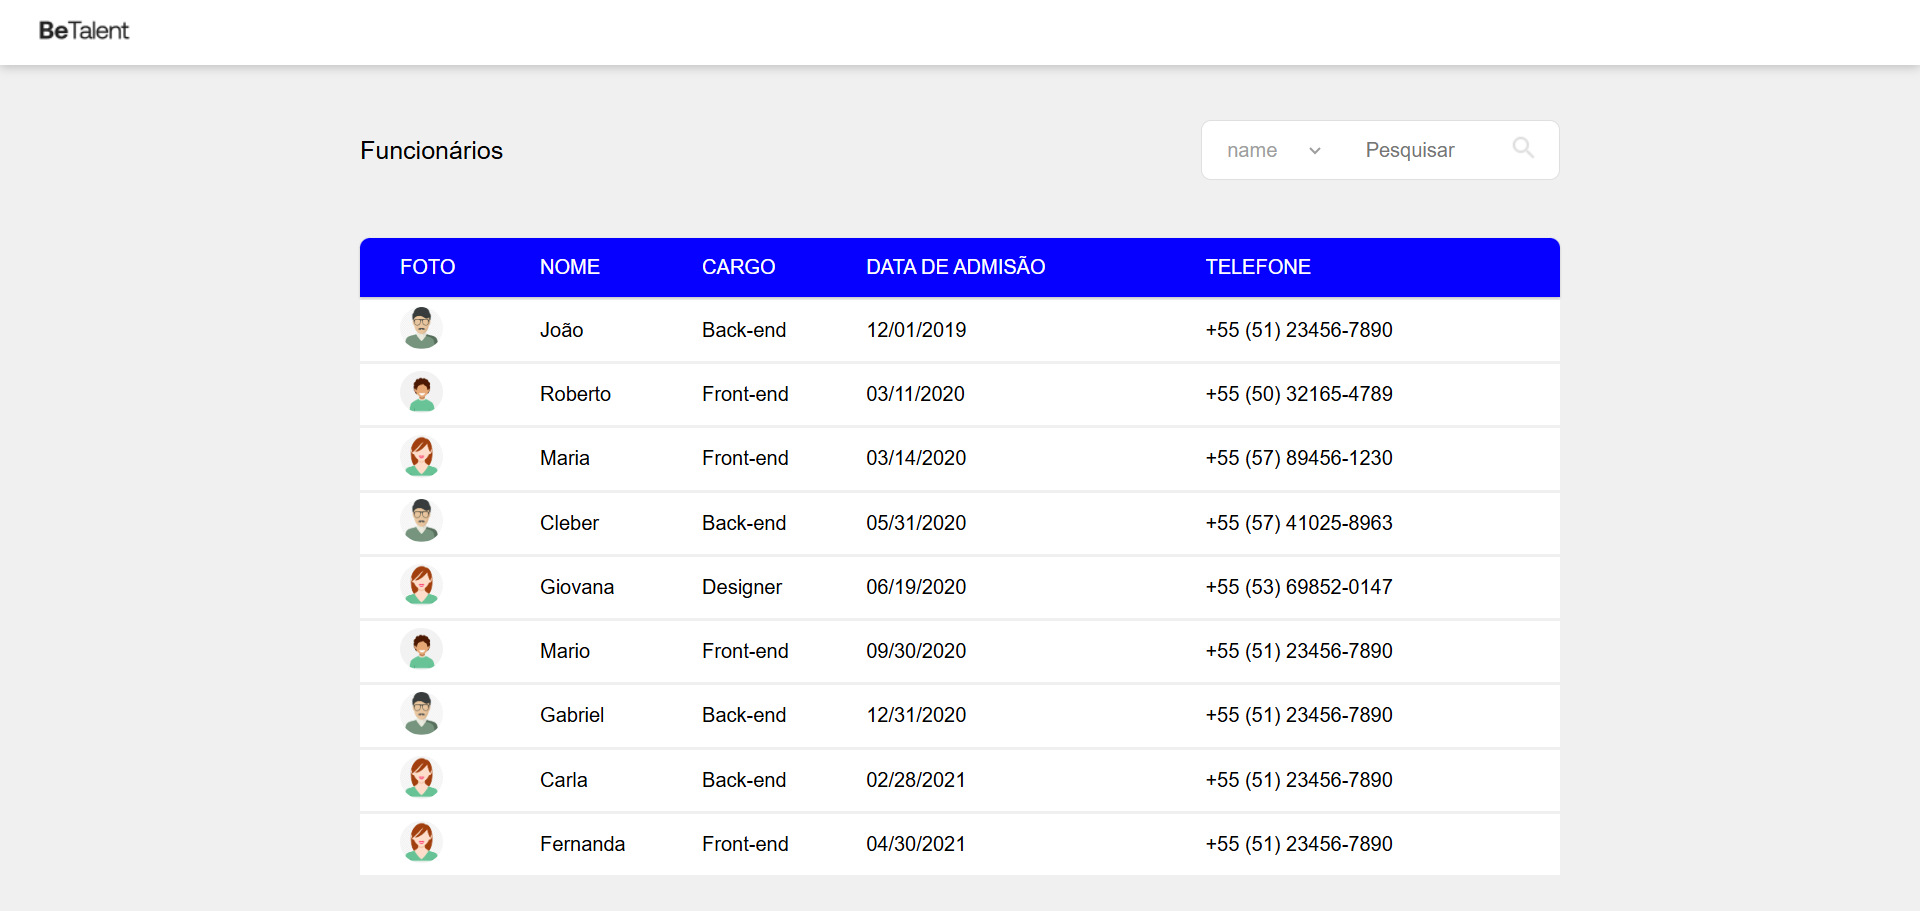 BeTalent
Funcionários
name Pesquisar
FOTO NOME CARGO DATA DE ADMISÃO TELEFONE
João Back-end 12/01/2019 +55 (51) 23456-7890
Roberto Front-end 03/11/2020 +55 (50) 32165-4789
Maria Front-end 03/14/2020 +55 (57) 89456-1230
Cleber Back-end 05/31/2020 +55 (57) 41025-8963
Giovana Designer 06/19/2020 +55 (53) 69852-0147
Mario Front-end 09/30/2020 +55 (51) 23456-7890
Gabriel Back-end 12/31/2020 +55 (51) 23456-7890
Carla Back-end 02/28/2021 +55 (51) 23456-7890
Fernanda Front-end 04/30/2021 +55 (51) 23456-7890